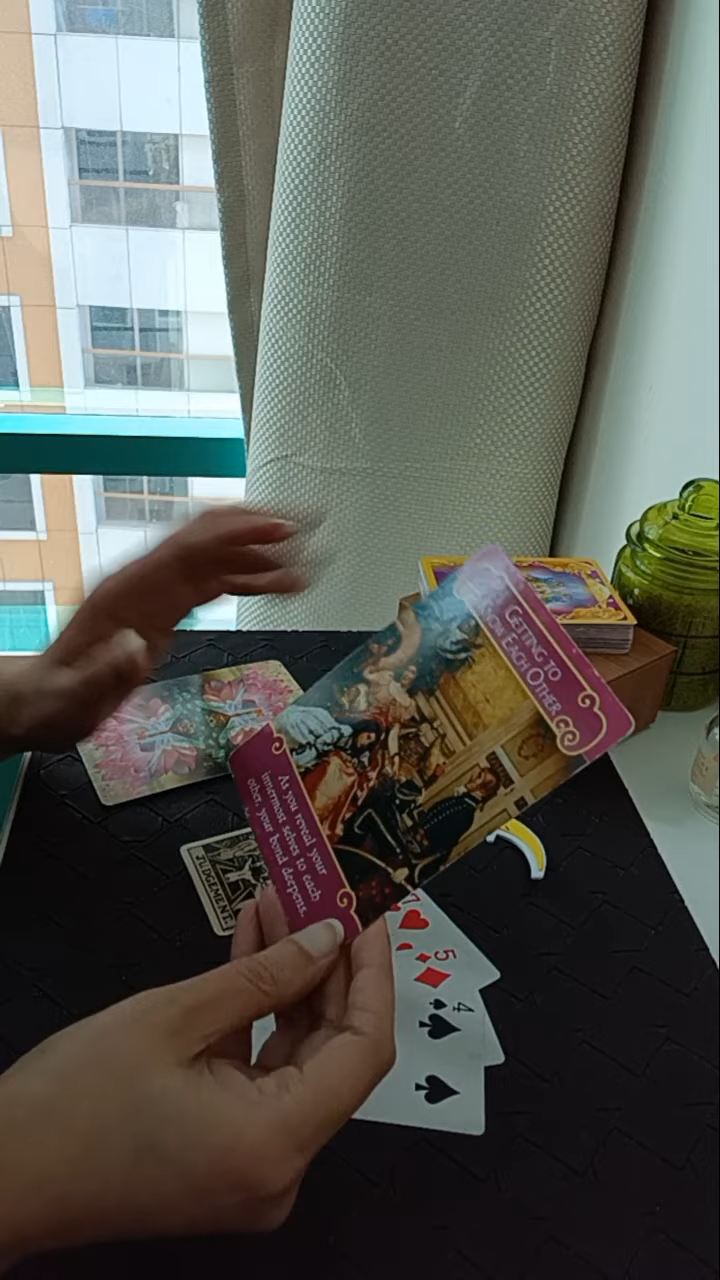 GETTING TO
KNOW EACH OTHER
As you reveal your
innermost selves to each
other, your bond deepens.
JUDGEMENT.
7
5
4